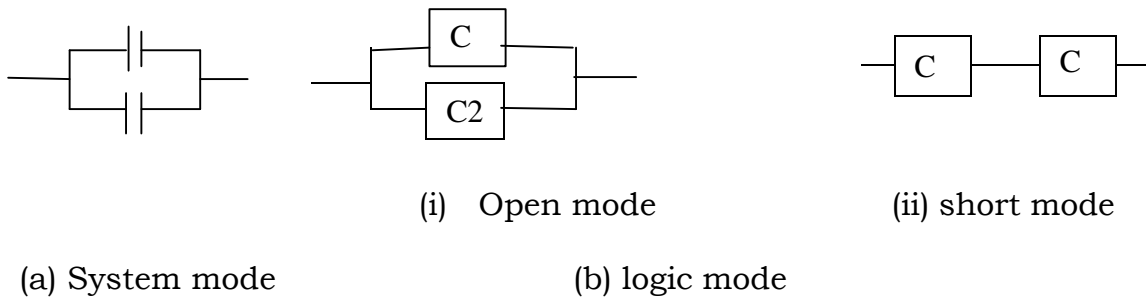 C
C2
C C
(i) Open mode (ii) short mode
(a) System mode (b) logic mode